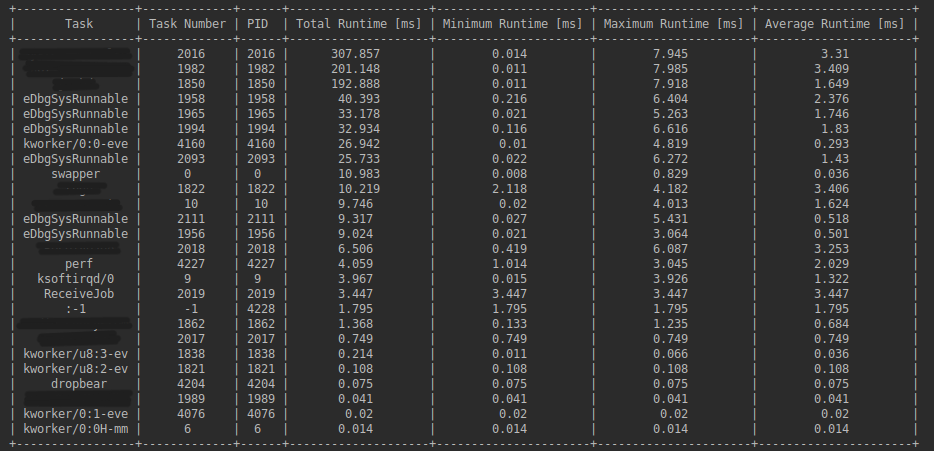 +-----------------+-------------+------+--------------------+----------------------+----------------------+----------------------+
| Task | Task Number | PID | Total Runtime [ms] | Minimum Runtime [ms] | Maximum Runtime [ms] | Average Runtime [ms] |
+-----------------+-------------+------+--------------------+----------------------+----------------------+----------------------+
| | 2016 | 2016 | 307.857 | 0.014 | 7.945 | 3.31 |
| | 1982 | 1982 | 201.148 | 0.011 | 7.985 | 3.409 |
| | 1850 | 1850 | 192.888 | 0.011 | 7.918 | 1.649 |
| eDbgSysRunnable | 1958 | 1958 | 40.393 | 0.216 | 6.404 | 2.376 |
| eDbgSysRunnable | 1965 | 1965 | 33.178 | 0.021 | 5.263 | 1.746 |
| eDbgSysRunnable | 1994 | 1994 | 32.934 | 0.116 | 6.616 | 1.83 |
| kworker/0:0-eve | 4160 | 4160 | 26.942 | 0.01 | 4.819 | 0.293 |
| eDbgSysRunnable | 2093 | 2093 | 25.733 | 0.022 | 6.272 | 1.43 |
| swapper | 0 | 0 | 10.983 | 0.008 | 0.829 | 0.036 |
| | 1822 | 1822 | 10.219 | 2.118 | 4.182 | 3.406 |
| | 10 | 10 | 9.746 | 0.02 | 4.013 | 1.624 |
| eDbgSysRunnable | 2111 | 2111 | 9.317 | 0.027 | 5.431 | 0.518 |
| eDbgSysRunnable | 1956 | 1956 | 9.024 | 0.021 | 3.064 | 0.501 |
| | 2018 | 2018 | 6.506 | 0.419 | 6.087 | 3.253 |
| perf | 4227 | 4227 | 4.059 | 1.014 | 3.045 | 2.029 |
| ksoftirqd/0 | 9 | 9 | 3.967 | 0.015 | 3.926 | 1.322 |
| ReceiveJob | 2019 | 2019 | 3.447 | 3.447 | 3.447 | 3.447 |
| :-1 | -1 | 4228 | 1.795 | 1.795 | 1.795 | 1.795 |
| | 1862 | 1862 | 1.368 | 0.133 | 1.235 | 0.684 |
| | 2017 | 2017 | 0.749 | 0.749 | 0.749 | 0.749 |
| kworker/u8:3-ev | 1838 | 1838 | 0.214 | 0.011 | 0.066 | 0.036 |
| kworker/u8:2-ev | 1821 | 1821 | 0.108 | 0.108 | 0.108 | 0.108 |
| dropbear | 4204 | 4204 | 0.075 | 0.075 | 0.075 | 0.075 |
| | 1989 | 1989 | 0.041 | 0.041 | 0.041 | 0.041 |
| kworker/0:1-eve | 4076 | 4076 | 0.02 | 0.02 | 0.02 | 0.02 |
| kworker/0:0H-mm | 6 | 6 | 0.014 | 0.014 | 0.014 | 0.014 |
+-----------------+-------------+------+--------------------+----------------------+----------------------+----------------------+